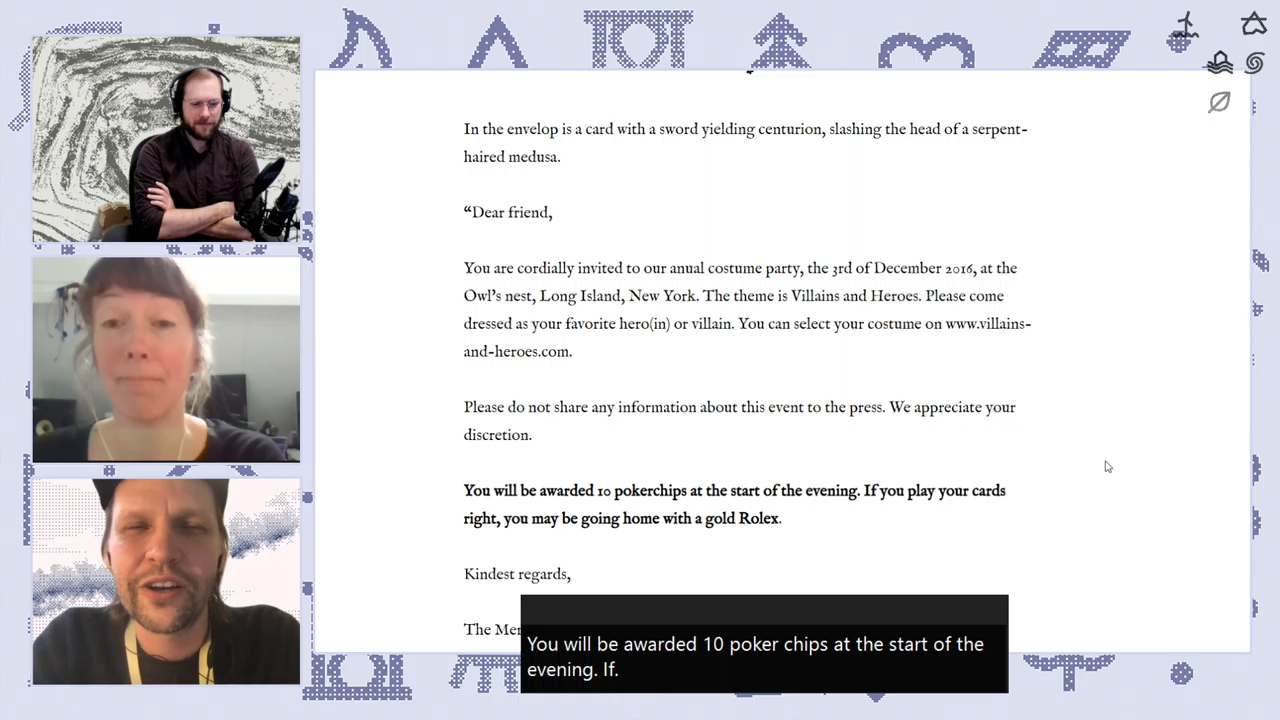 In the envelop is a card with a sword yielding centurion, slashing the head of a serpent-
haired medusa.
“Dear friend,
You are cordially invited to our anual costume party, the 3rd of December 2016, at the
Owl’s nest, Long Island, New York. The theme is Villains and Heroes. Please come
dressed as your favorite hero(in) or villain. You can select your costume on www.villains-
and-heroes.com.
Please do not share any information about this event to the press. We appreciate your
discretion.
You will be awarded 10 pokerchips at the start of the evening. If you play your cards
right, you may be going home with a gold Rolex.
Kindest regards,
The
You will be awarded 10 poker chips at the start of the
evening. If.